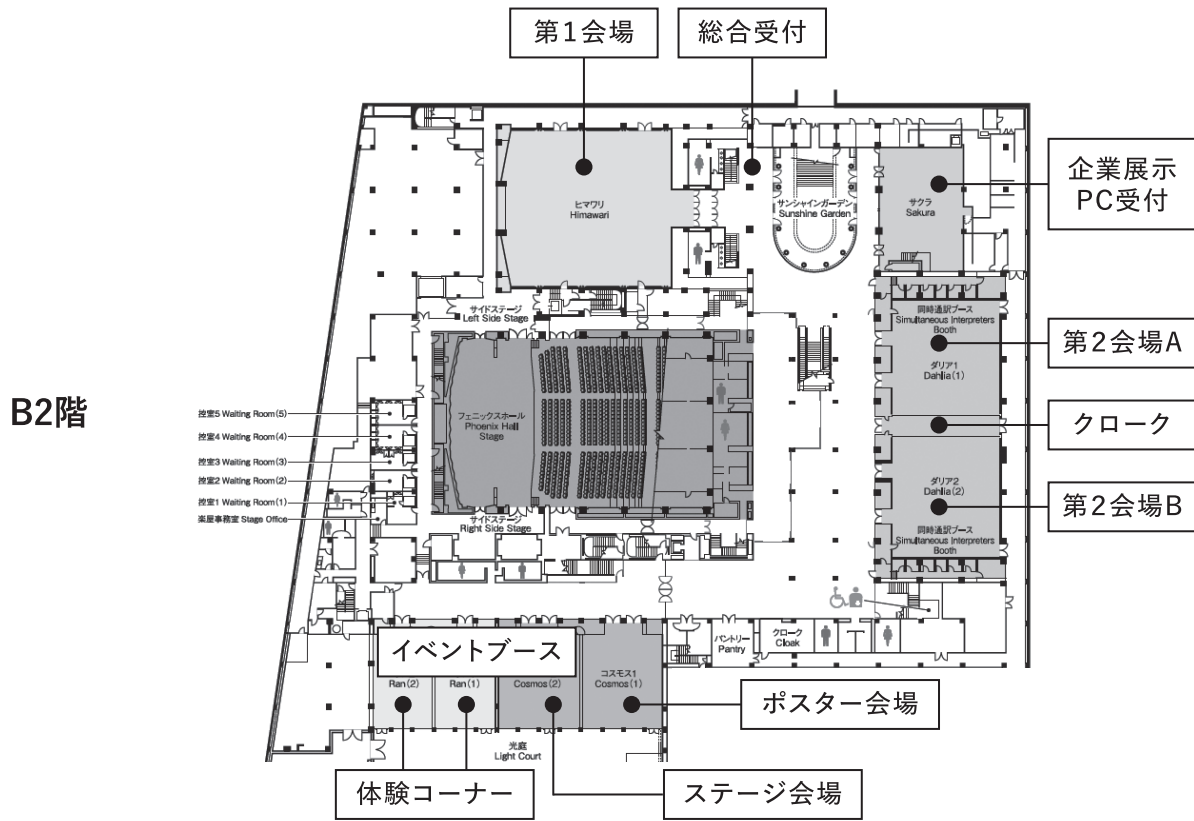 第1会場
総合受付
企業展示
PC受付
ヒマワリ
Himawari
サンシャインガーデン
Sunshine Garden
サクラ
Sakura
サイドステージ
Left Side Stage
同時通訳ブース
Simultaneous Interpreters
Booth
第2会場A
ダリア1
Dahlia(1)
B2階
フェニックスホール
Phoenix Hall
Stage
控室5 Waiting Room(5)
控室4 Waiting Room(4)
控室3 Waiting Room(3)
控室2 Waiting Room(2)
控室1 Waiting Room(1)
楽屋事務室 Stage Office
クローク
ダリア2
Dahlia(2)
第2会場B
サイドステージ
Right Side Stage
同時通訳ブース
Simultaneous Interpreters
Booth
パントリー
Pantry
クローク
Cloak
イベントブース
Ran(2)
Ran(1)
Cosmos(2)
コスモス1
Cosmos(1)
ポスター会場
光庭
Light Court
体験コーナー
ステージ会場